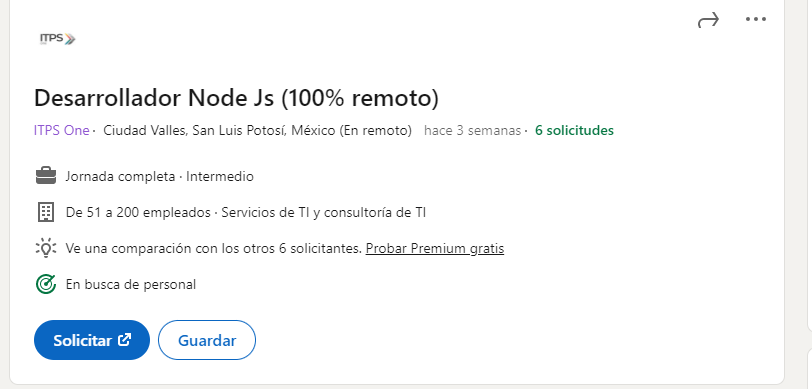 ITPS
Desarrollador Node Js (100% remoto)
ITPS One · Ciudad Valles, San Luis Potosí, México (En remoto) hace 3 semanas · 6 solicitudes
Jornada completa · Intermedio
De 51 a 200 empleados · Servicios de TI y consultoría de TI
Ve una comparación con los otros 6 solicitantes. Probar Premium gratis
En busca de personal
Solicitar Guardar